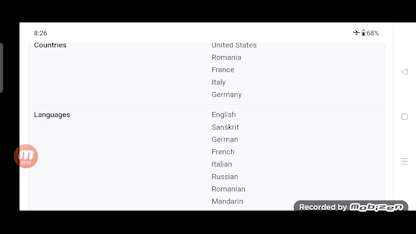 8:26
68%
Countries
United States
Romania
France
Italy
Germany
Languages
English
Sanskrit
German
French
Italian
Russian
Romanian
Mandarin
Recorded by Mobizen